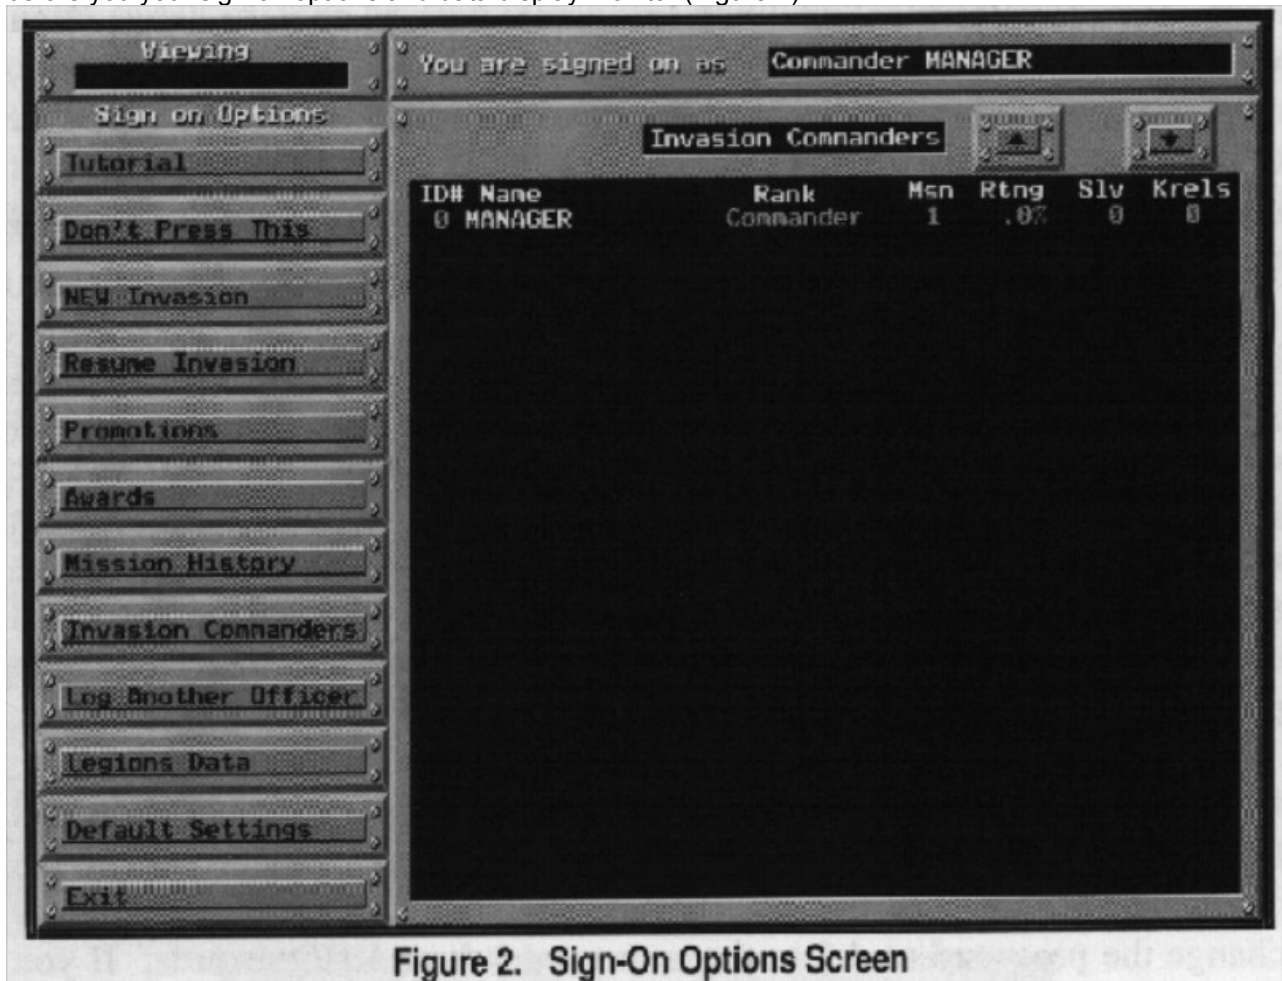 Viewing
You are signed on as Commander MANAGER
Sign on Options
Invasion Commanders
Tutorial
Don't Press This
NEW Invasion
Resume Invasion
Promotions
Awards
Mission History
Invasion Commanders
Log Another Officer
Legions Data
Default Settings
Exit
ID# Name Rank Msn Rtng Slv Krels
0 MANAGER Commander 1 .0% 0 0
Figure 2. Sign-On Options Screen